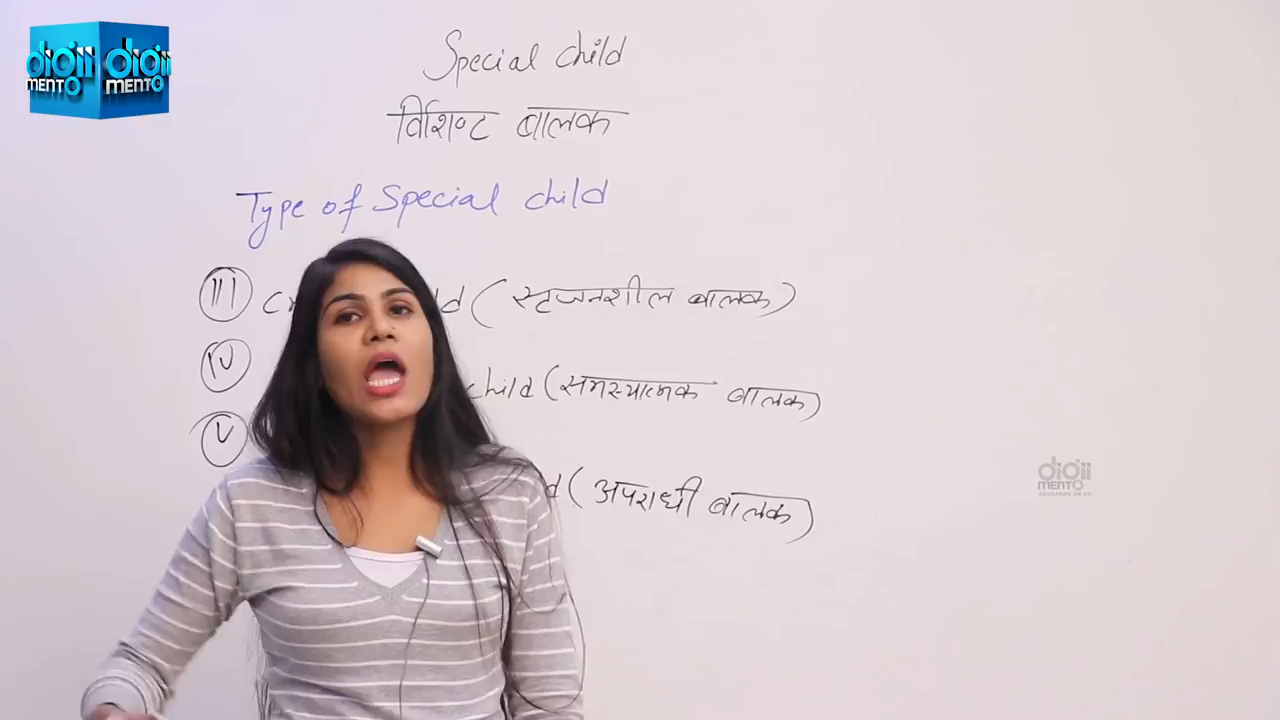 digii MENTO digii MENTO
Special child
विशिष्ट बालक
Type of Special child
iii (सृजनशील बालक)
iv child (समस्यात्मक बालक)
v (अपराधी बालक)
digii MENTO